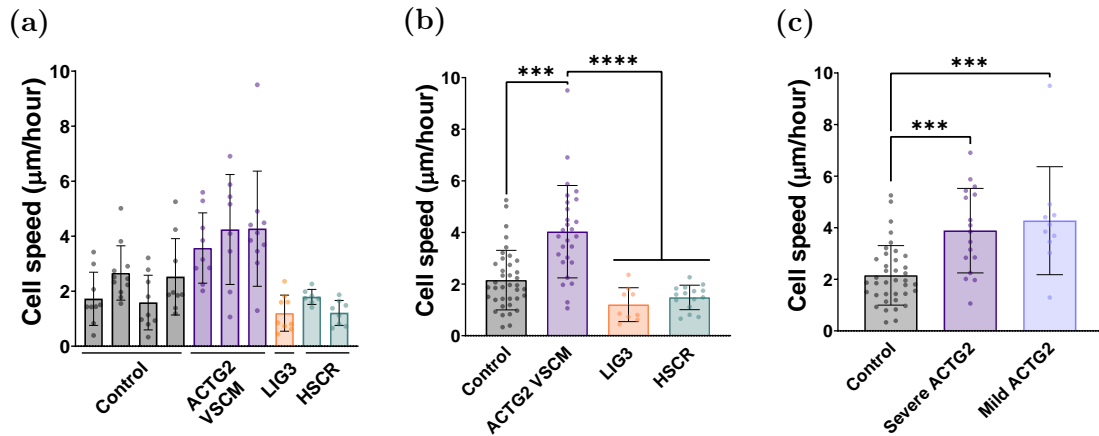 (a)
Cell speed (μm/hour)
10
8
6
4
2
0
Control
ACTG2
VSCM
LIG3
HSCR
(b)
Cell speed (μm/hour)
10
8
6
4
2
0
***
****
Control
ACTG2 VSCM
LIG3
HSCR
(c)
Cell speed (μm/hour)
10
8
6
4
2
0
***
***
Control
Severe ACTG2
Mild ACTG2